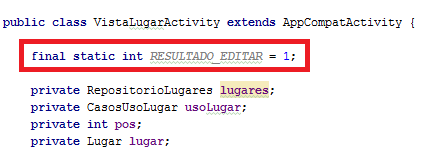 public class VistaLugarActivity extends AppCompatActivity {
final static int RESULTADO_EDITAR = 1;
private RepositorioLugares lugares;
private CasosUsoLugar usoLugar;
private int pos;
private Lugar lugar;